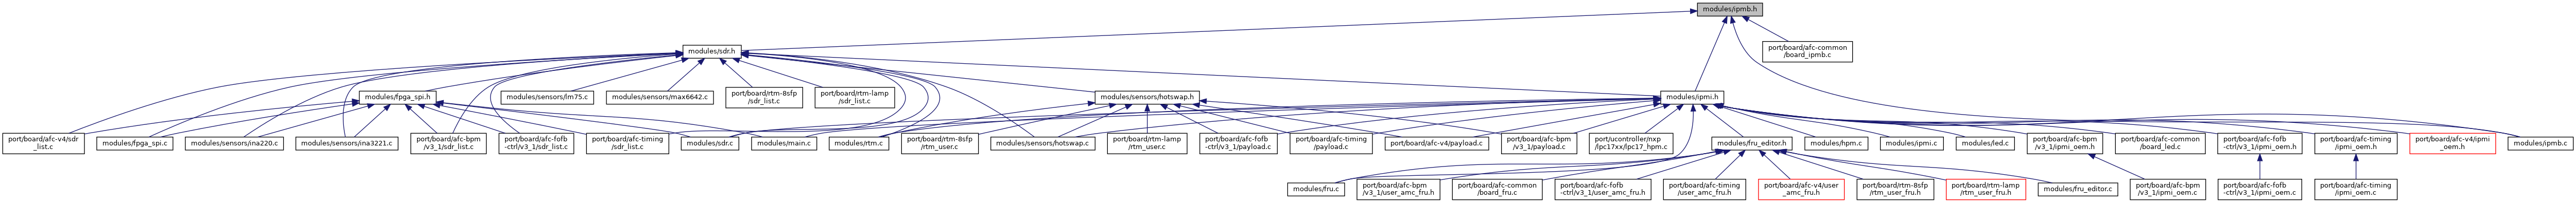 modules/ipmb.h
modules/sdr.h
port/board/afc-common
/board_ipmb.c
modules/fpga_spi.h
modules/sensors/lm75.c
modules/sensors/max6642.c
port/board/rtm-8sfp
/sdr_list.c
port/board/rtm-lamp
/sdr_list.c
modules/sensors/hotswap.h
modules/ipmi.h
port/board/afc-v4/sdr
_list.c
modules/fpga_spi.c
modules/sensors/ina220.c
modules/sensors/ina3221.c
port/board/afc-bpm
/v3_1/sdr_list.c
port/board/afc-fofb
-ctrl/v3_1/sdr_list.c
port/board/afc-timing
/sdr_list.c
modules/sdr.c
modules/main.c
modules/rtm.c
port/board/rtm-8sfp
/rtm_user.c
modules/sensors/hotswap.c
port/board/rtm-lamp
/rtm_user.c
port/board/afc-fofb
-ctrl/v3_1/payload.c
port/board/afc-timing
/payload.c
port/board/afc-v4/payload.c
port/board/afc-bpm
/v3_1/payload.c
port/ucontroller/nxp
/lpc17xx/lpc17_hpm.c
modules/fru_editor.h
modules/hpm.c
modules/ipmi.c
modules/led.c
port/board/afc-bpm
/v3_1/ipmi_oem.h
port/board/afc-common
/board_led.c
port/board/afc-fofb
-ctrl/v3_1/ipmi_oem.h
port/board/afc-timing
/ipmi_oem.h
port/board/afc-v4/ipmi
_oem.h
modules/ipmb.c
modules/fru.c
port/board/afc-bpm
/v3_1/user_amc_fru.h
port/board/afc-common
/board_fru.c
port/board/afc-fofb
-ctrl/v3_1/user_amc_fru.h
port/board/afc-timing
/user_amc_fru.h
port/board/afc-v4/user
_amc_fru.h
port/board/rtm-8sfp
/rtm_user_fru.h
port/board/rtm-lamp
/rtm_user_fru.h
modules/fru_editor.c
port/board/afc-bpm
/v3_1/ipmi_oem.c
port/board/afc-fofb
-ctrl/v3_1/ipmi_oem.c
port/board/afc-timing
/ipmi_oem.c